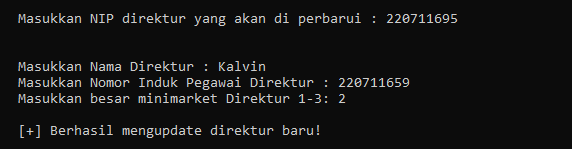 Masukkan NIP direktur yang akan di perbarui : 220711695
Masukkan Nama Direktur : Kalvin
Masukkan Nomor Induk Pegawai Direktur : 220711659
Masukkan besar minimarket Direktur 1-3: 2
[+] Berhasil mengupdate direktur baru!